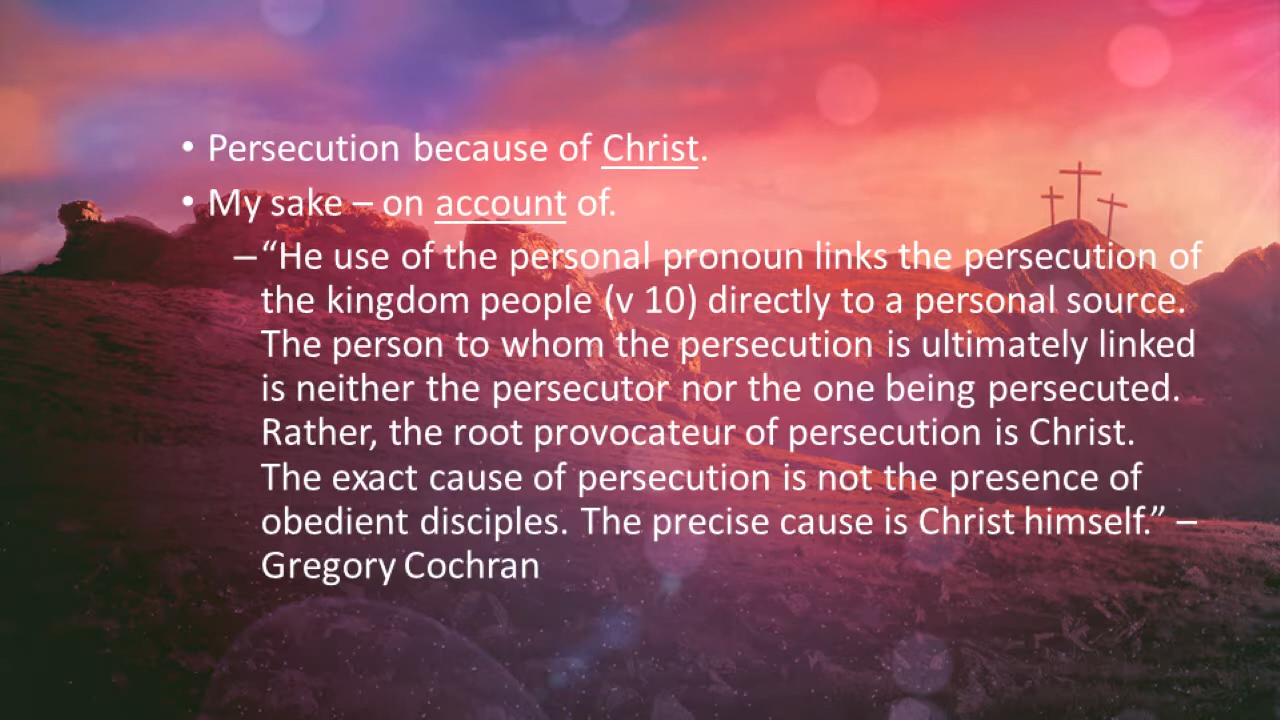 • Persecution because of Christ.
• My sake – on account of.
– “He use of the personal pronoun links the persecution of
the kingdom people (v 10) directly to a personal source.
The person to whom the persecution is ultimately linked
is neither the persecutor nor the one being persecuted.
Rather, the root provocateur of persecution is Christ.
The exact cause of persecution is not the presence of
obedient disciples. The precise cause is Christ himself.” –
Gregory Cochran